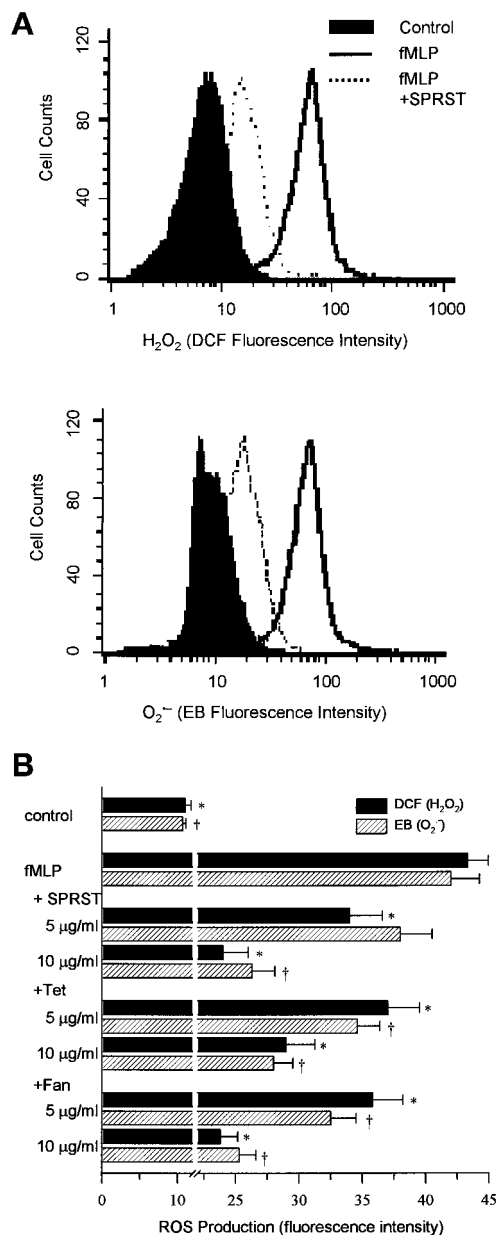 A
Control
fMLP
fMLP
+SPRST
120
80
40
0
Cell Counts
1 10 100 1000
H₂O₂ (DCF Fluorescence Intensity)
120
80
40
0
Cell Counts
1 10 100 1000
O₂•− (EB Fluorescence Intensity)
B
DCF (H₂O₂)
EB (O₂•-)
control
*
†
fMLP
+ SPRST
5 µg/ml
*
10 µg/ml
*
†
+Tet
5 µg/ml
*
†
10 µg/ml
*
†
+Fan
5 µg/ml
*
†
10 µg/ml
*
†
0 10 25 30 35 40 45
ROS Production (fluorescence intensity)